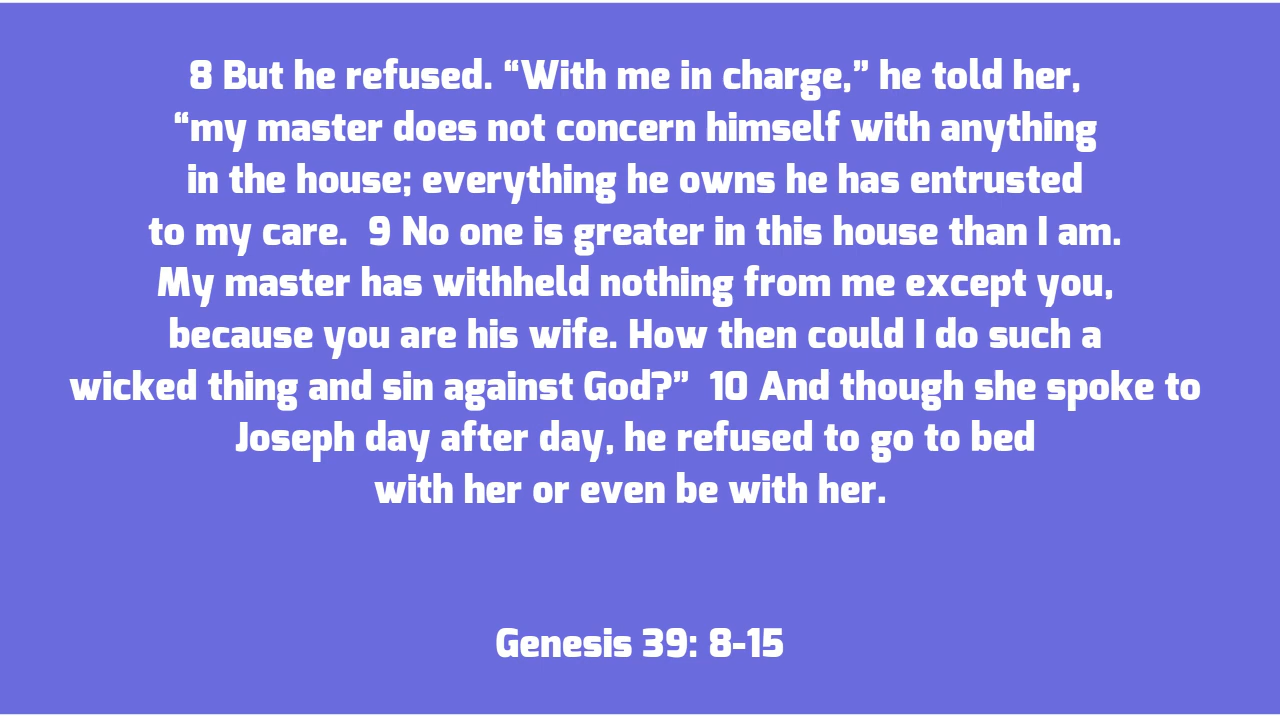 8 But he refused. “With me in charge,” he told her,
“my master does not concern himself with anything
in the house; everything he owns he has entrusted
to my care.  9 No one is greater in this house than I am.
My master has withheld nothing from me except you,
because you are his wife. How then could I do such a
wicked thing and sin against God?”  10 And though she spoke to
Joseph day after day, he refused to go to bed
with her or even be with her.
Genesis 39: 8-15